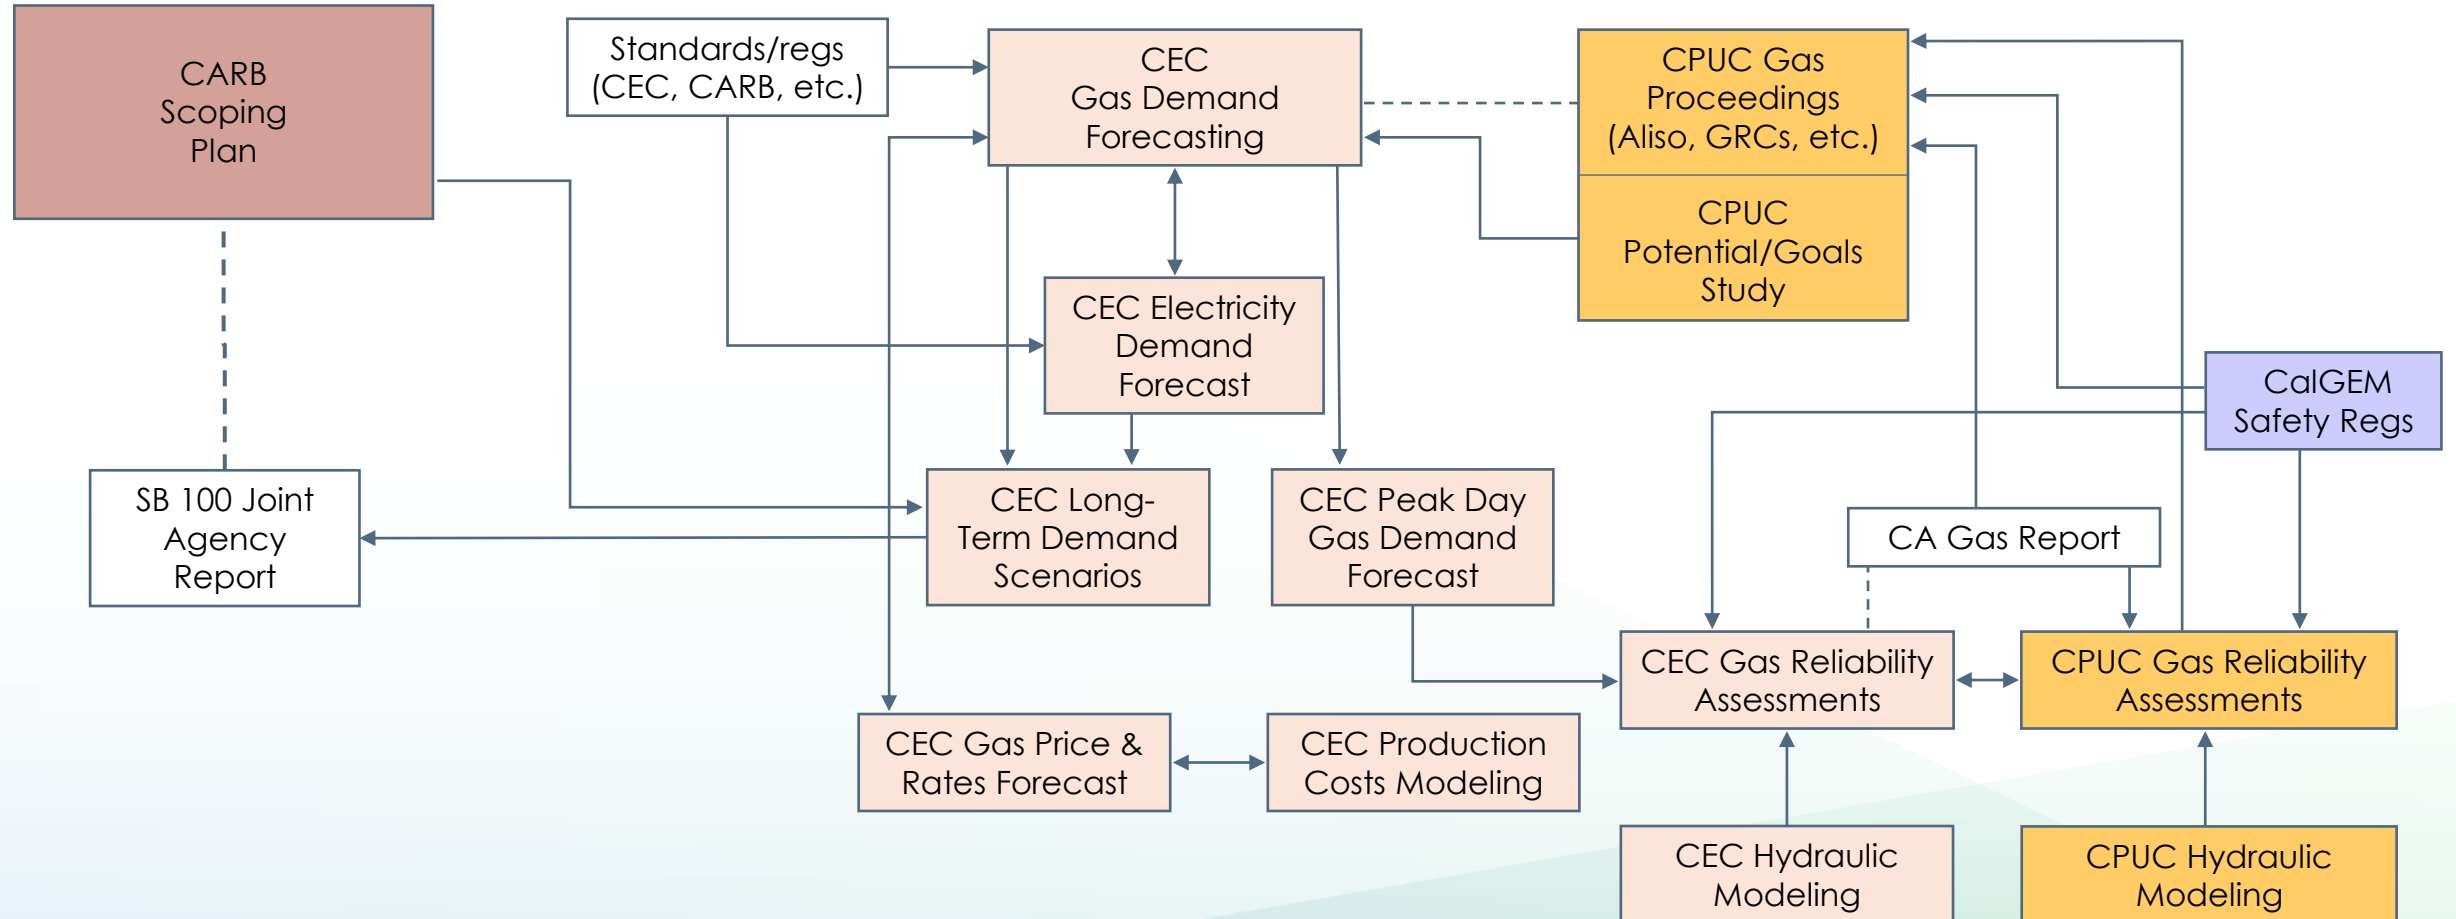 CARB
Scoping
Plan
Standards/regs
(CEC, CARB, etc.)
CEC
Gas Demand
Forecasting
CPUC Gas
Proceedings
(Aliso, GRCs, etc.)
CPUC
Potential/Goals
Study
CEC Electricity
Demand
Forecast
CalGEM
Safety Regs
SB 100 Joint
Agency
Report
CEC Long-
Term Demand
Scenarios
CEC Peak Day
Gas Demand
Forecast
CA Gas Report
CEC Gas Reliability
Assessments
CPUC Gas Reliability
Assessments
CEC Gas Price &
Rates Forecast
CEC Production
Costs Modeling
CEC Hydraulic
Modeling
CPUC Hydraulic
Modeling